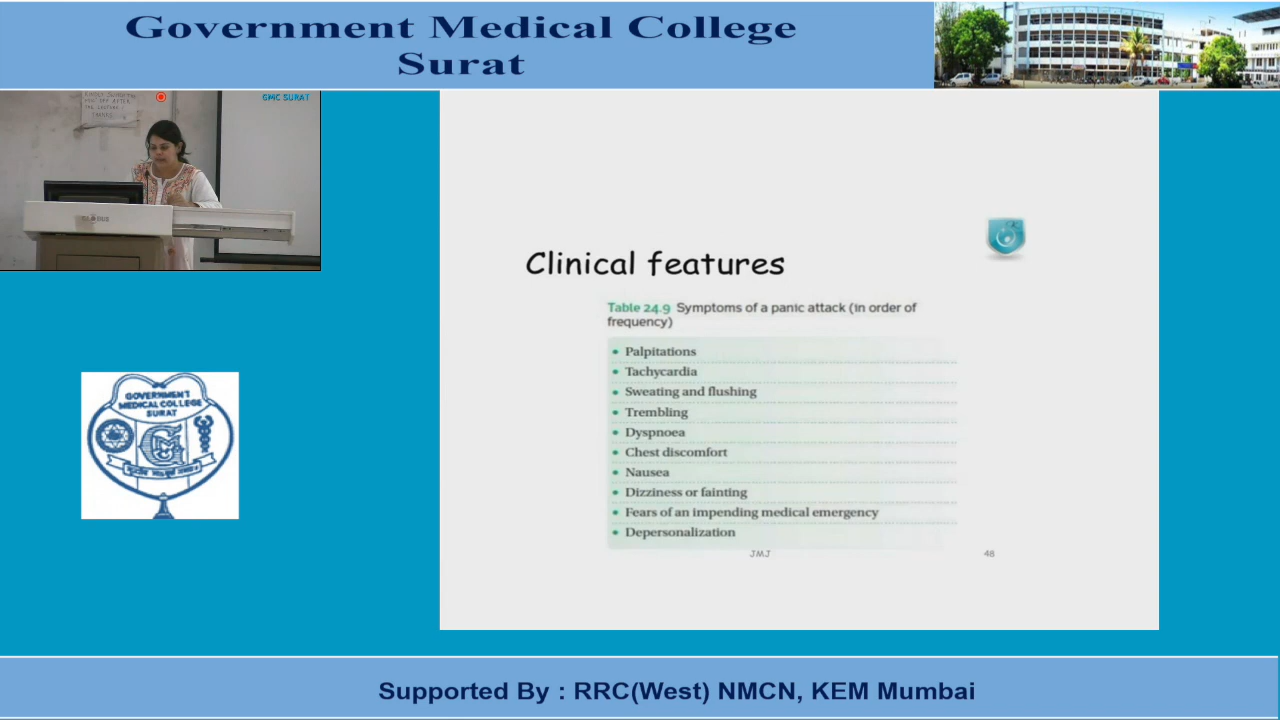 Government Medical College
Surat
GMC SURAT
Clinical features
Table 24.9 Symptoms of a panic attack (in order of
frequency)
• Palpitations
• Tachycardia
• Sweating and flushing
• Trembling
• Dyspnoea
• Chest discomfort
• Nausea
• Dizziness or fainting
• Fears of an impending medical emergency
• Depersonalization
JMJ
48
GOVERNMENT
MEDICAL COLLEGE
SURAT
Supported By : RRC(West) NMCN, KEM Mumbai